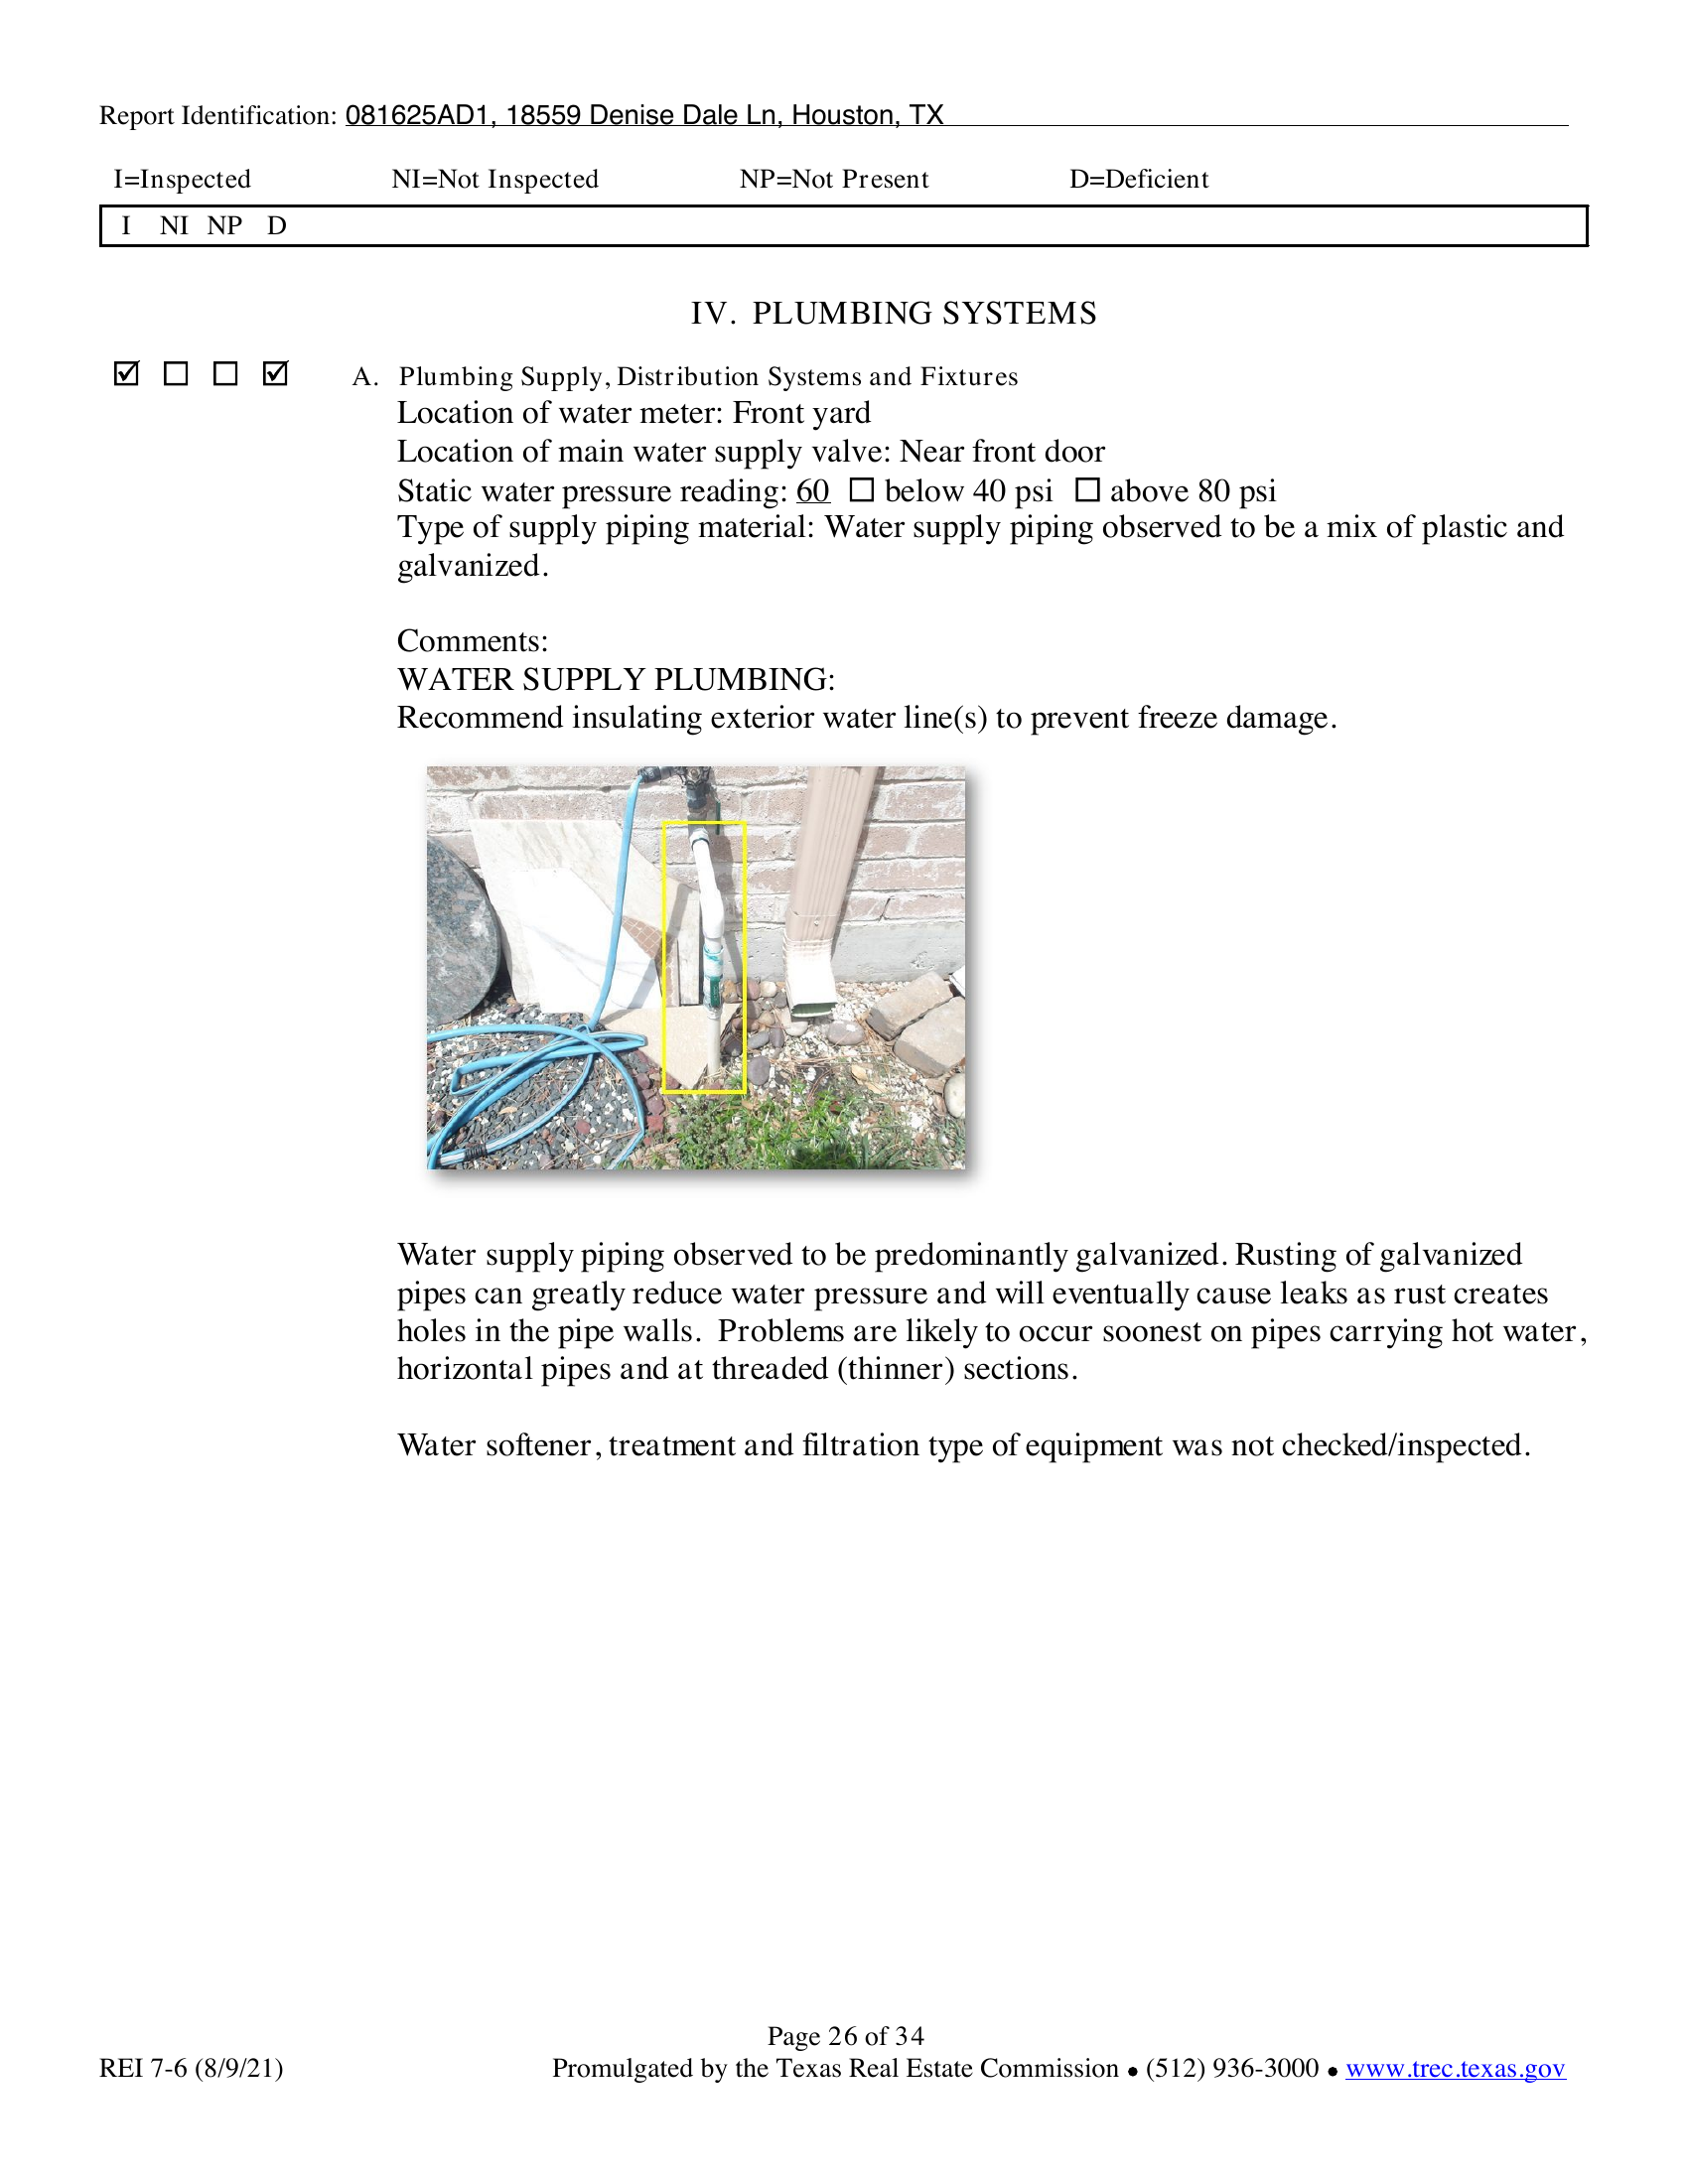 Report Identification: 081625AD1, 18559 Denise Dale Ln, Houston, TX
I=Inspected NI=Not Inspected NP=Not Present D=Deficient
I NI NP D
IV. PLUMBING SYSTEMS
A. Plumbing Supply, Distribution Systems and Fixtures
Location of water meter: Front yard
Location of main water supply valve: Near front door
Static water pressure reading: 60 ☐ below 40 psi ☐ above 80 psi
Type of supply piping material: Water supply piping observed to be a mix of plastic and
galvanized.
Comments:
WATER SUPPLY PLUMBING:
Recommend insulating exterior water line(s) to prevent freeze damage.
Water supply piping observed to be predominantly galvanized. Rusting of galvanized
pipes can greatly reduce water pressure and will eventually cause leaks as rust creates
holes in the pipe walls.  Problems are likely to occur soonest on pipes carrying hot water,
horizontal pipes and at threaded (thinner) sections.
Water softener, treatment and filtration type of equipment was not checked/inspected.
Page 26 of 34
REI 7-6 (8/9/21) Promulgated by the Texas Real Estate Commission ● (512) 936-3000 ● www.trec.texas.gov